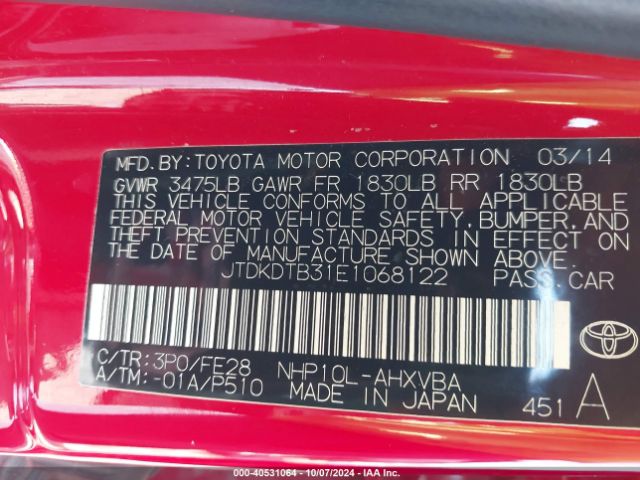 MFD.BY:TOYOTA MOTOR CORPORATION 03/14
GVWR 3475LB GAWR FR 1830LB RR 1830LB
THIS VEHICLE CONFORMS TO ALL APPLICABLE
FEDERAL MOTOR VEHICLE SAFETY,BUMPER,AND
THEFT PREVENTION STANDARDS IN EFFECT ON
THE DATE OF MANUFACTURE SHOWN ABOVE.
JTDKDTB31E1068122 PASS.CAR
C/TR:3P0/FE28 NHP10L-AHXVBA
A/TM:-01A/P510 MADE IN JAPAN 451 A
000-40531064 - 10/07/2024 - IAA Inc.